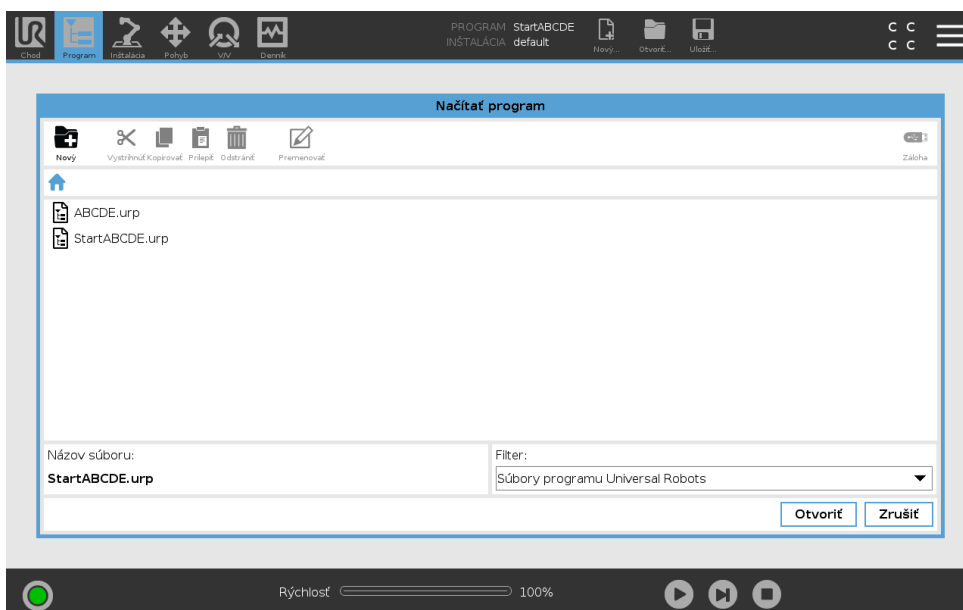 PROGRAM StartABCDE
INŠTALÁCIA default
C C
C C
Chod Program Inštalácia Pohyb V/V Denník Nový... Otvoriť... Uložiť...
Načítať program
Nový Vystrihnúť Kopírovať Prilepiť Odstrániť Premenovať Záloha
ABCDE.urp
StartABCDE.urp
Názov súboru: Filter:
StartABCDE.urp Súbory programu Universal Robots
Otvoriť Zrušiť
Rýchlosť 100%